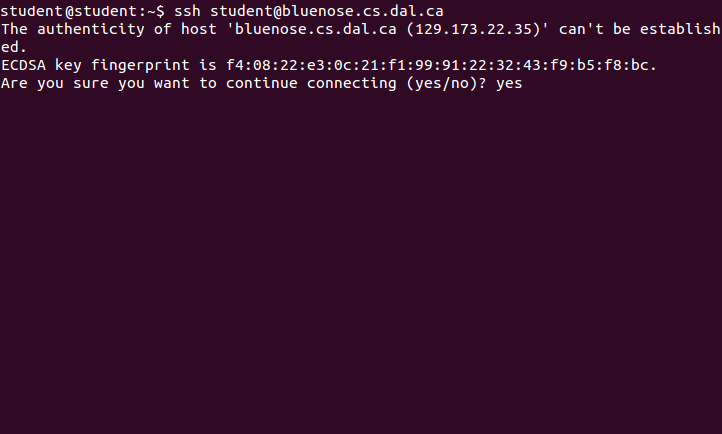 student@student:~$ ssh student@bluenose.cs.dal.ca
The authenticity of host 'bluenose.cs.dal.ca (129.173.22.35)' can't be establish
ed.
ECDSA key fingerprint is f4:08:22:e3:0c:21:f1:99:91:22:32:43:f9:b5:f8:bc.
Are you sure you want to continue connecting (yes/no)? yes